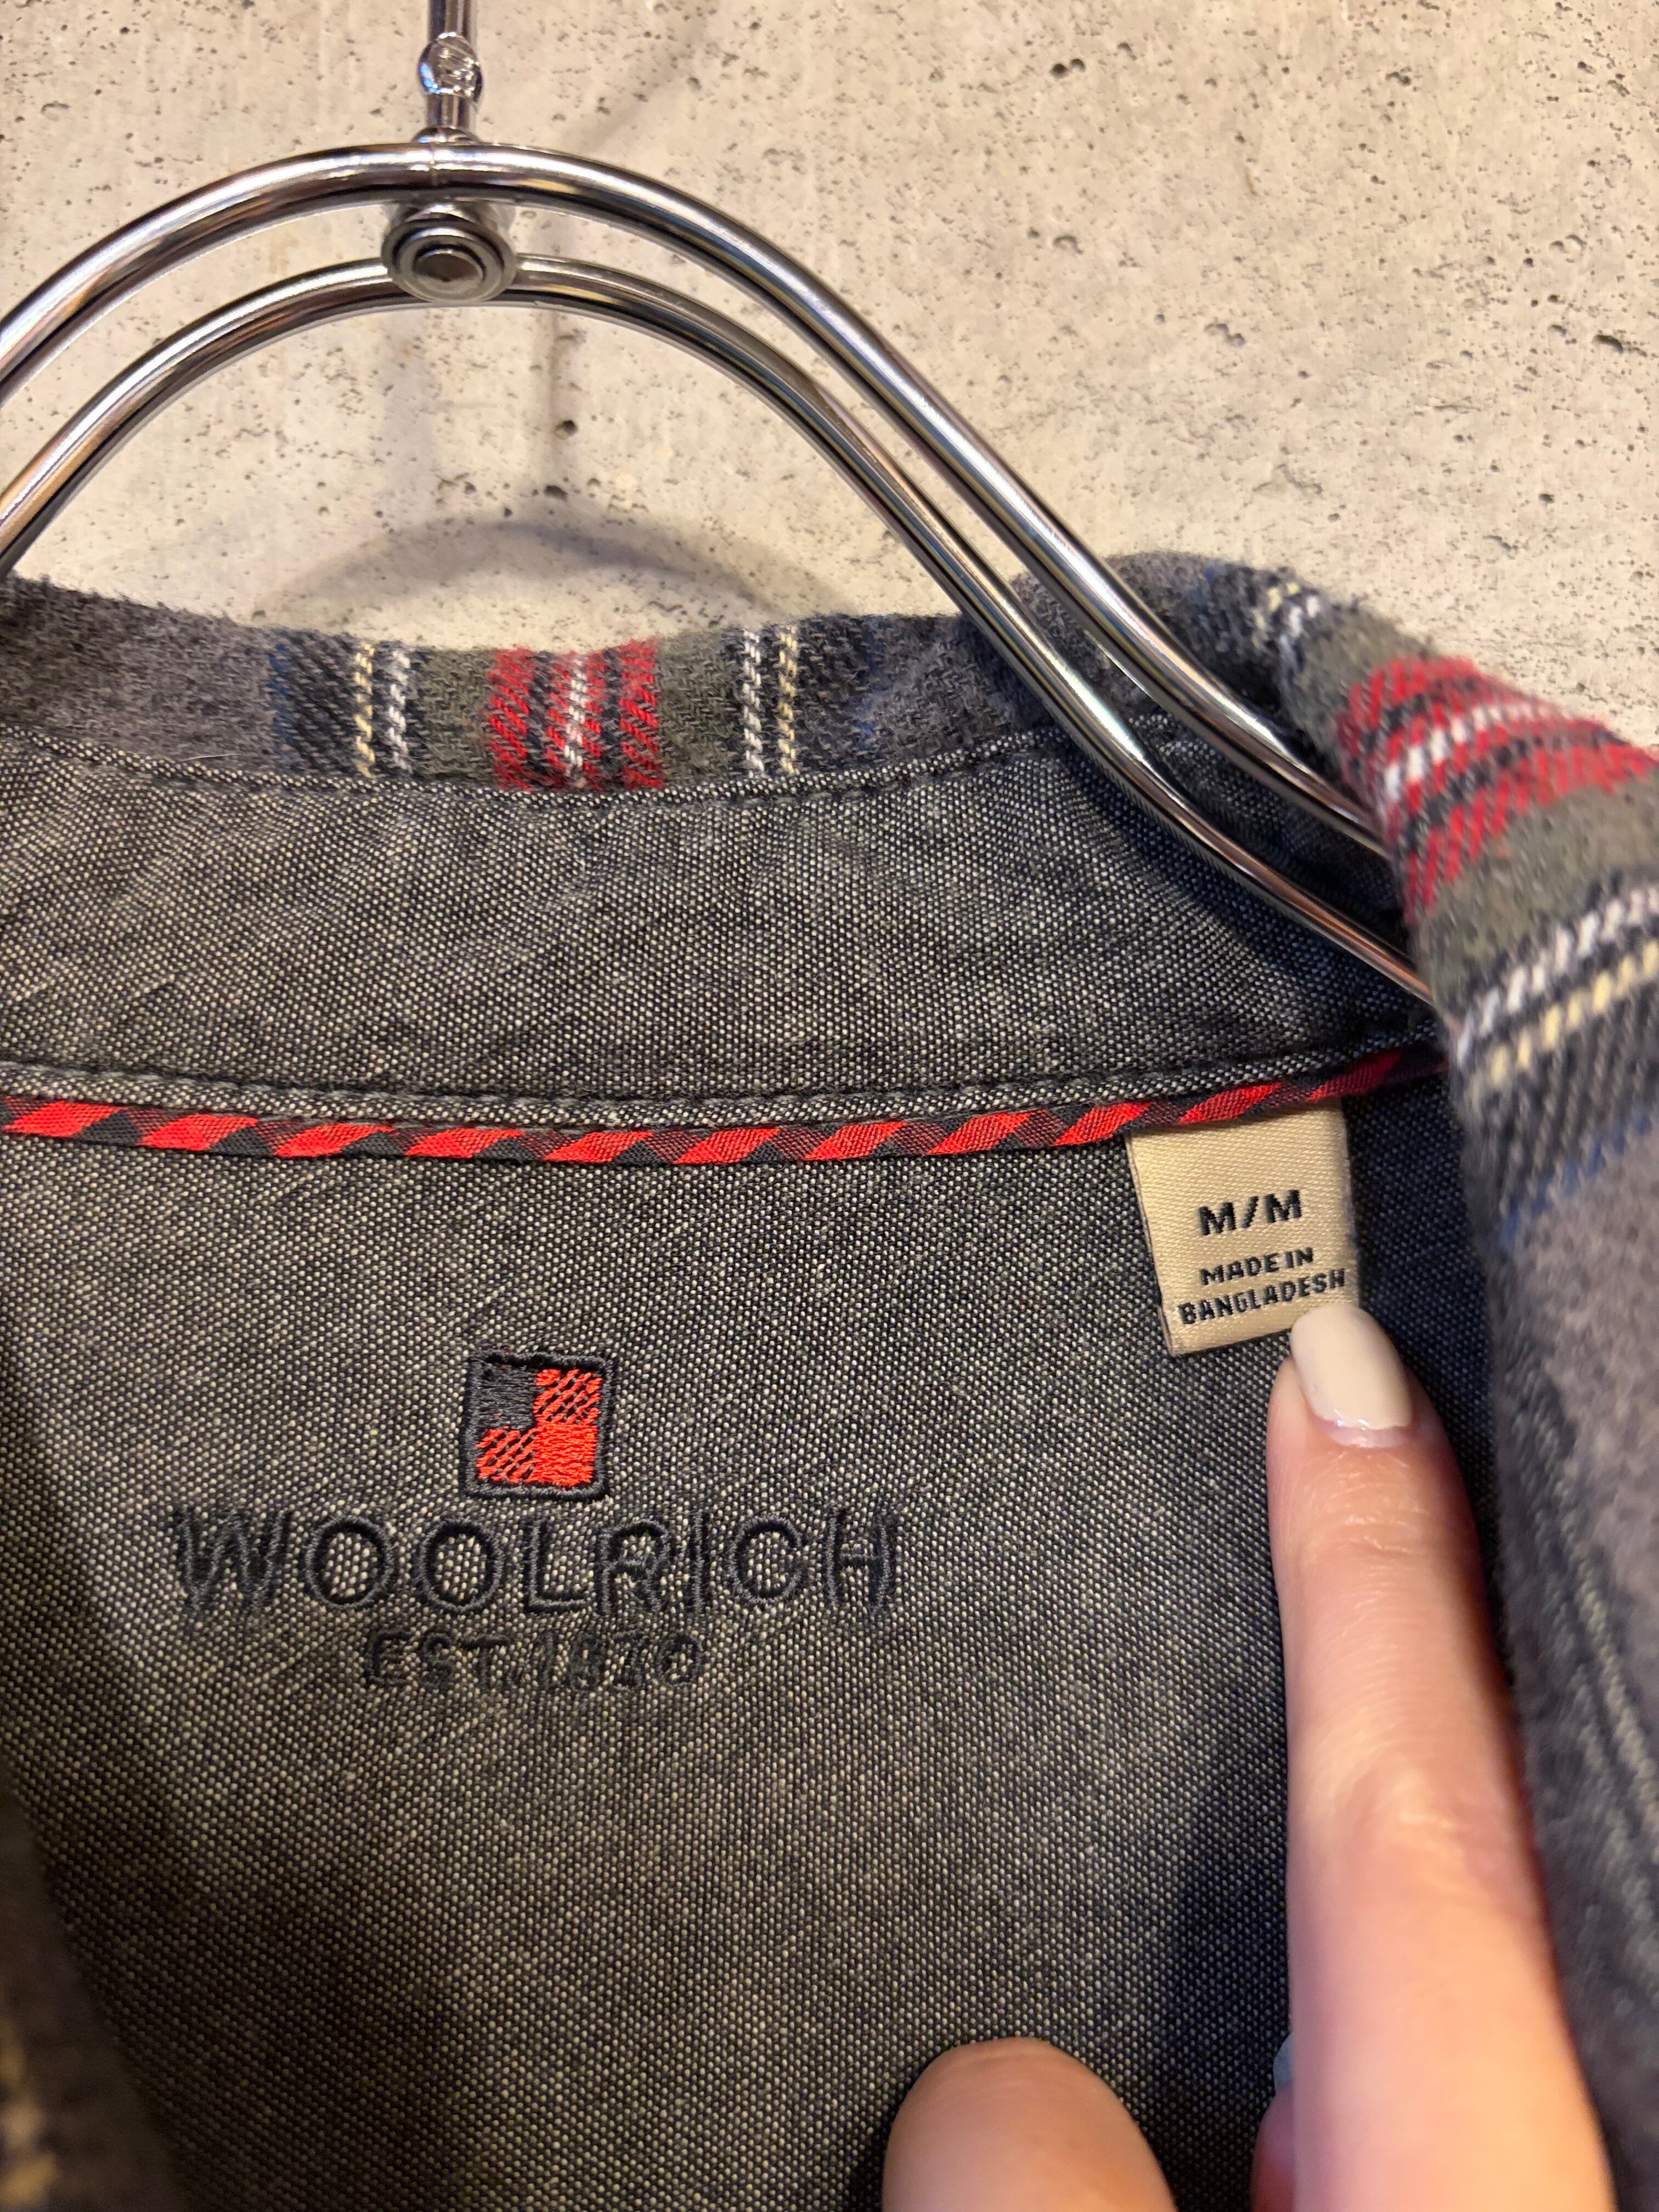 M/M
MADE IN
BANGLADESH
WOOLRICH
EST. 1830